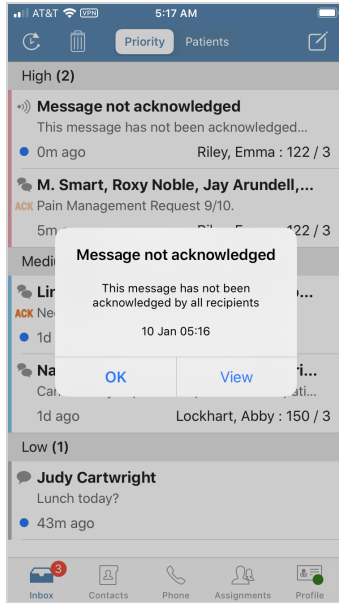 AT&T VPN 5:17 AM
Priority Patients
High (2)
Message not acknowledged
This message has not been acknowledged...
0m ago Riley, Emma : 122 / 3
M. Smart, Roxy Noble, Jay Arundell,...
ACK Pain Management Request 9/10.
5m 122 / 3
Message not acknowledged
This message has not been
acknowledged by all recipients
10 Jan 05:16
OK View
ACK
1d
1d ago Lockhart, Abby : 150 / 3
Low (1)
Judy Cartwright
Lunch today?
43m ago
3
Inbox Contacts Phone Assignments Profile